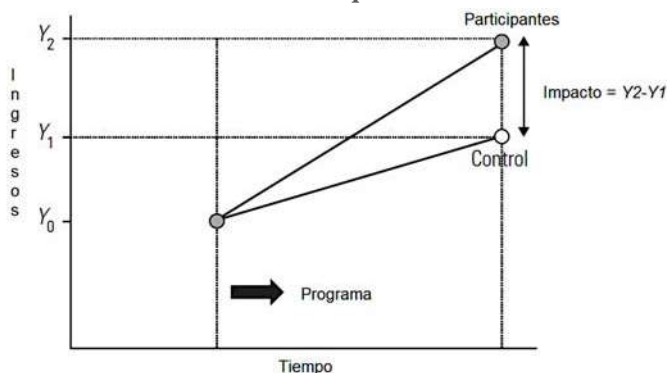 Participantes
Y2
Ingresos
Impacto = Y2-Y1
Y1
Control
Y0
Programa
Tiempo